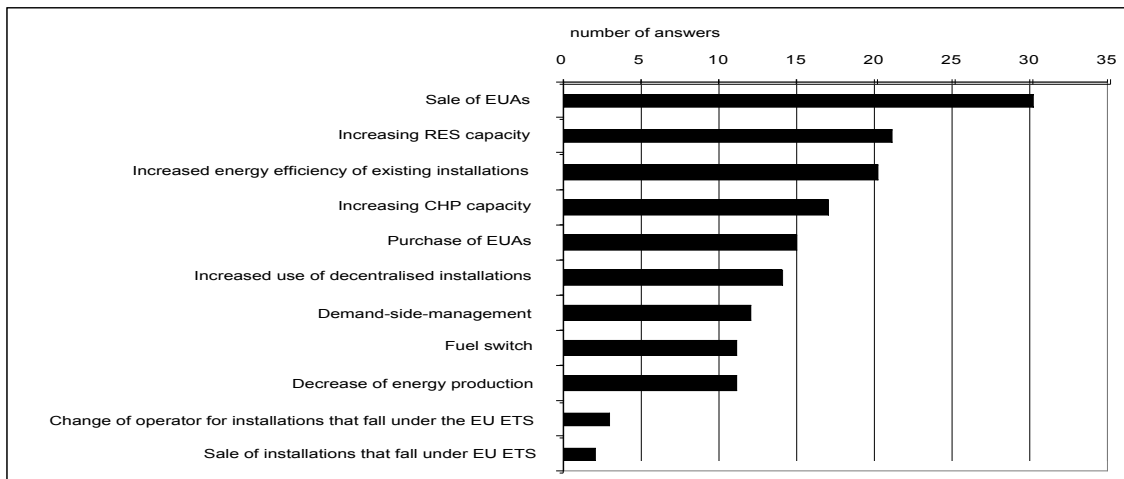 number of answers
0 5 10 15 20 25 30 35
Sale of EUAs
Increasing RES capacity
Increased energy efficiency of existing installations
Increasing CHP capacity
Purchase of EUAs
Increased use of decentralised installations
Demand-side-management
Fuel switch
Decrease of energy production
Change of operator for installations that fall under the EU ETS
Sale of installations that fall under EU ETS